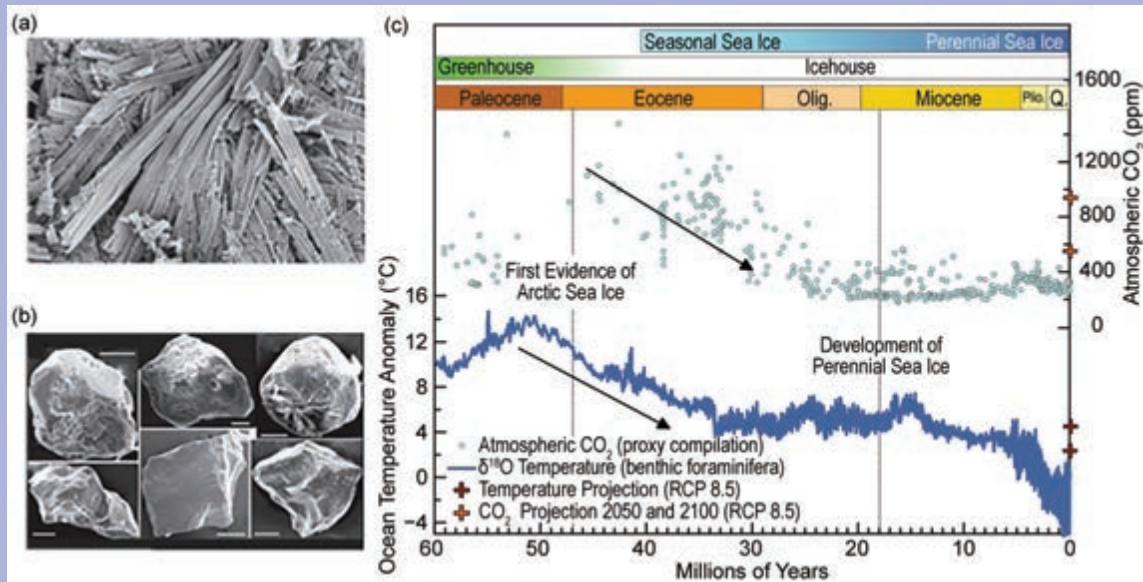 (a)
(b)
(c)
Seasonal Sea Ice
Perennial Sea Ice
Greenhouse
Icehouse
Paleocene
Eocene
Olig.
Miocene
Plio.
Q.
1600
1200
800
400
0
Atmospheric CO₂ (ppm)
First Evidence of
Arctic Sea Ice
Development of
Perennial Sea Ice
Ocean Temperature Anomaly (°C)
16
12
8
4
0
−4
Atmospheric CO₂ (proxy compilation)
δ¹⁸O Temperature (benthic foraminifera)
Temperature Projection (RCP 8.5)
CO₂ Projection 2050 and 2100 (RCP 8.5)
60
50
40
30
20
10
0
Millions of Years